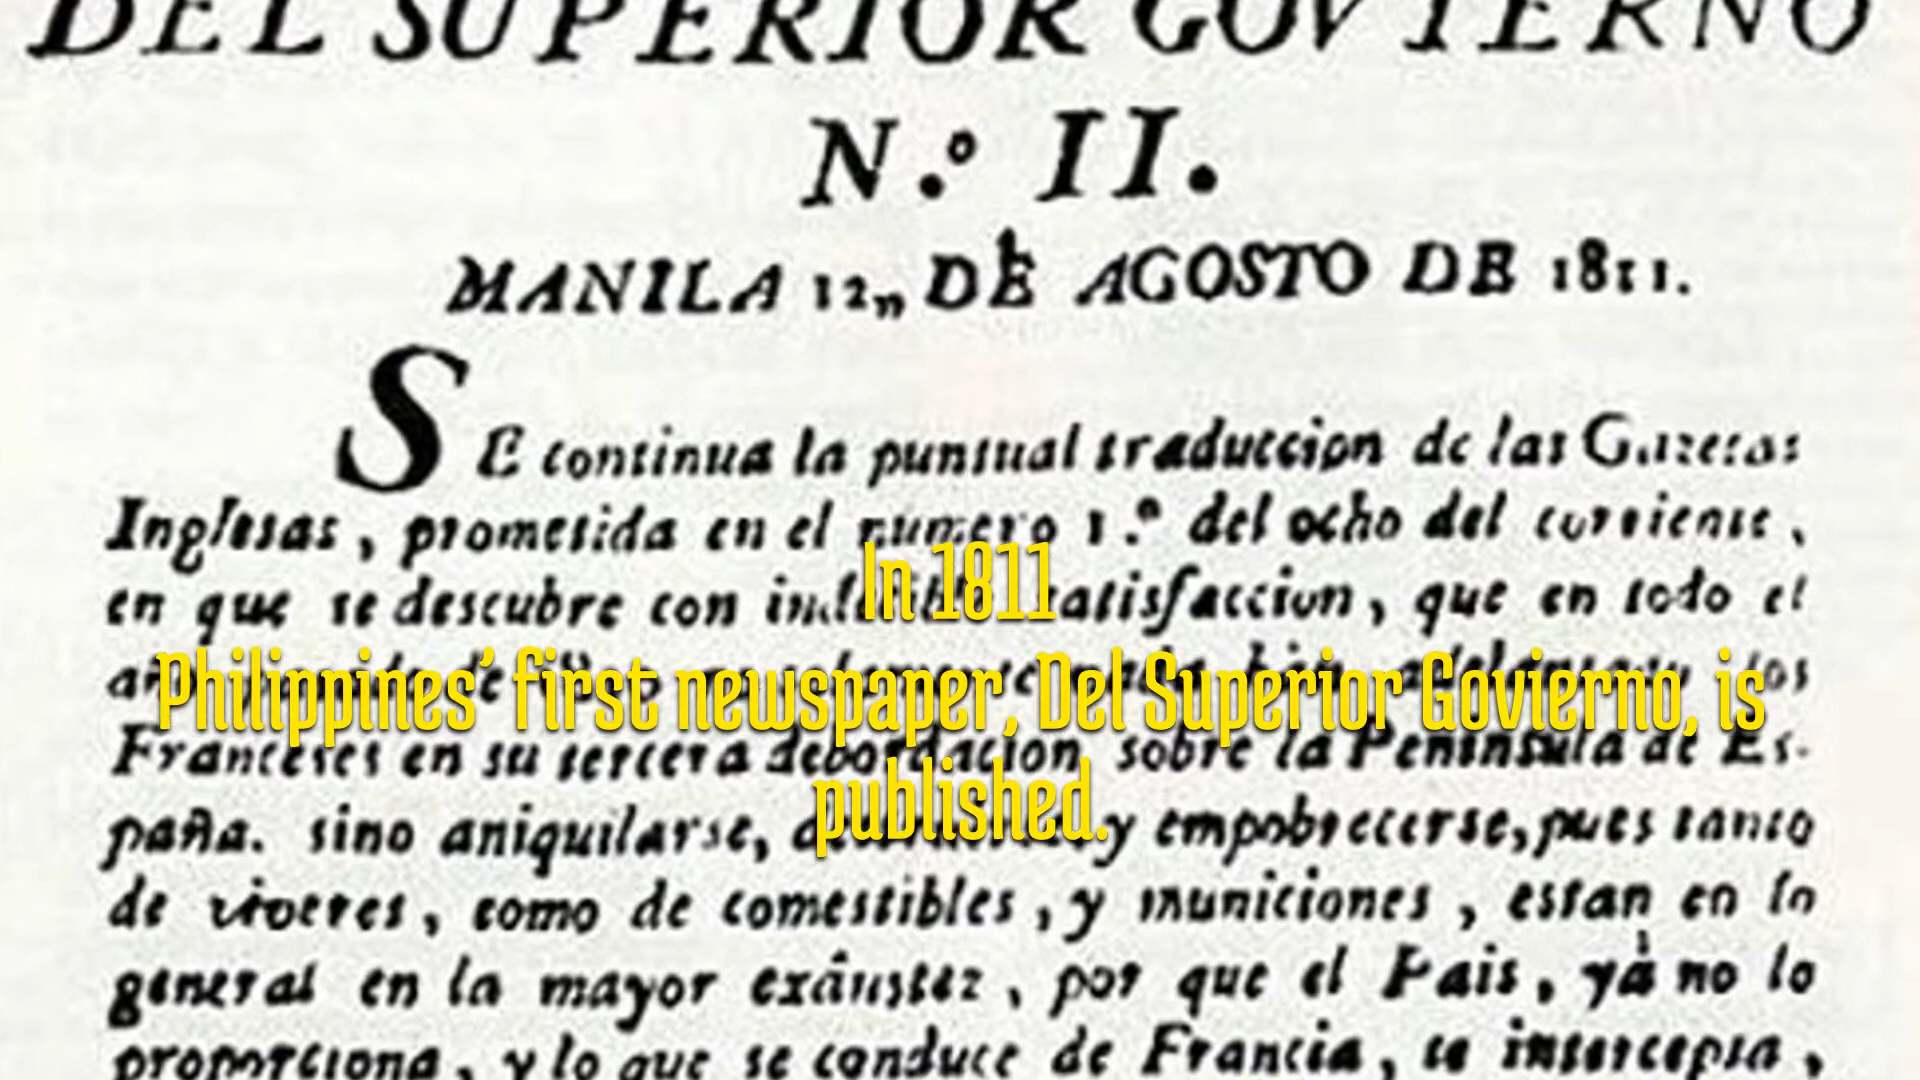 DEL SUPERIOR GOVIERNO
N.º II.
MANILA 12,, DE AGOSTO DE 1811.
SE continua la puntual traduccion de las Gazetas
Inglesas, prometida en el numero 1.º del ocho del corriente,
en que se descubre con satisfaccion, que en todo el
los
In 1811
Philippines’ first newspaper, Del Superior Govierno, is
published.
Franceses en su tercera debordacion sobre la Peninsula de Es-
paña. sino aniquilarse, y empobrecerse, pues tanto
de viveres, como de comestibles, y municiones, estan en lo
general en la mayor exâustez, por que el Pais, yà no lo
proporciona, y lo que se conduce de Francia, se intercepta,